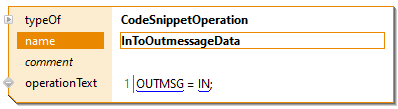 typeOf CodeSnippetOperation
name InToOutmessageData
comment
operationText 1 OUTMSG = IN;